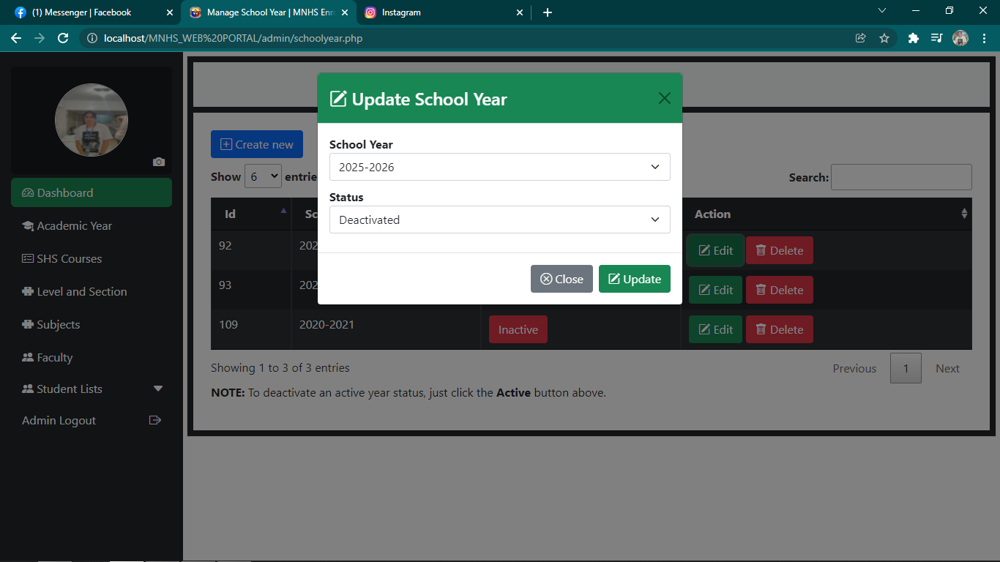 (1) Messenger | Facebook
Manage School Year | MNHS Enr
Instagram
localhost/MNHS_WEB%20PORTAL/admin/schoolyear.php
Dashboard
Academic Year
SHS Courses
Level and Section
Subjects
Faculty
Student Lists
Admin Logout
Update School Year
School Year
2025-2026
Status
Deactivated
Close
Update
Create new
Show 6 entrie
Search:
Id
Sc
Action
92
202
Edit
Delete
93
202
Edit
Delete
109
2020-2021
Inactive
Edit
Delete
Showing 1 to 3 of 3 entries
Previous 1 Next
NOTE: To deactivate an active year status, just click the Active button above.